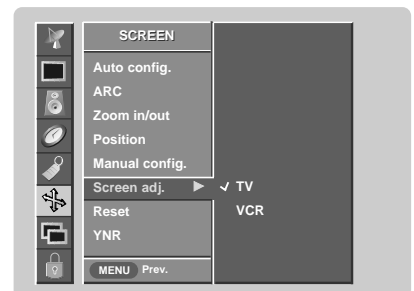 SCREEN
Auto config.
ARC
Zoom in/out
Position
Manual config.
Screen adj. ▶ ✓ TV
Reset VCR
YNR
MENU Prev.